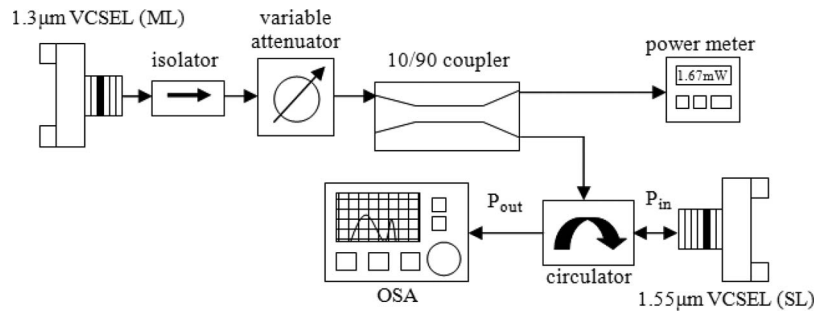 1.3μm VCSEL (ML)
isolator
variable
attenuator
10/90 coupler
power meter
1.67mW
Pout
Pin
OSA
circulator
1.55μm VCSEL (SL)